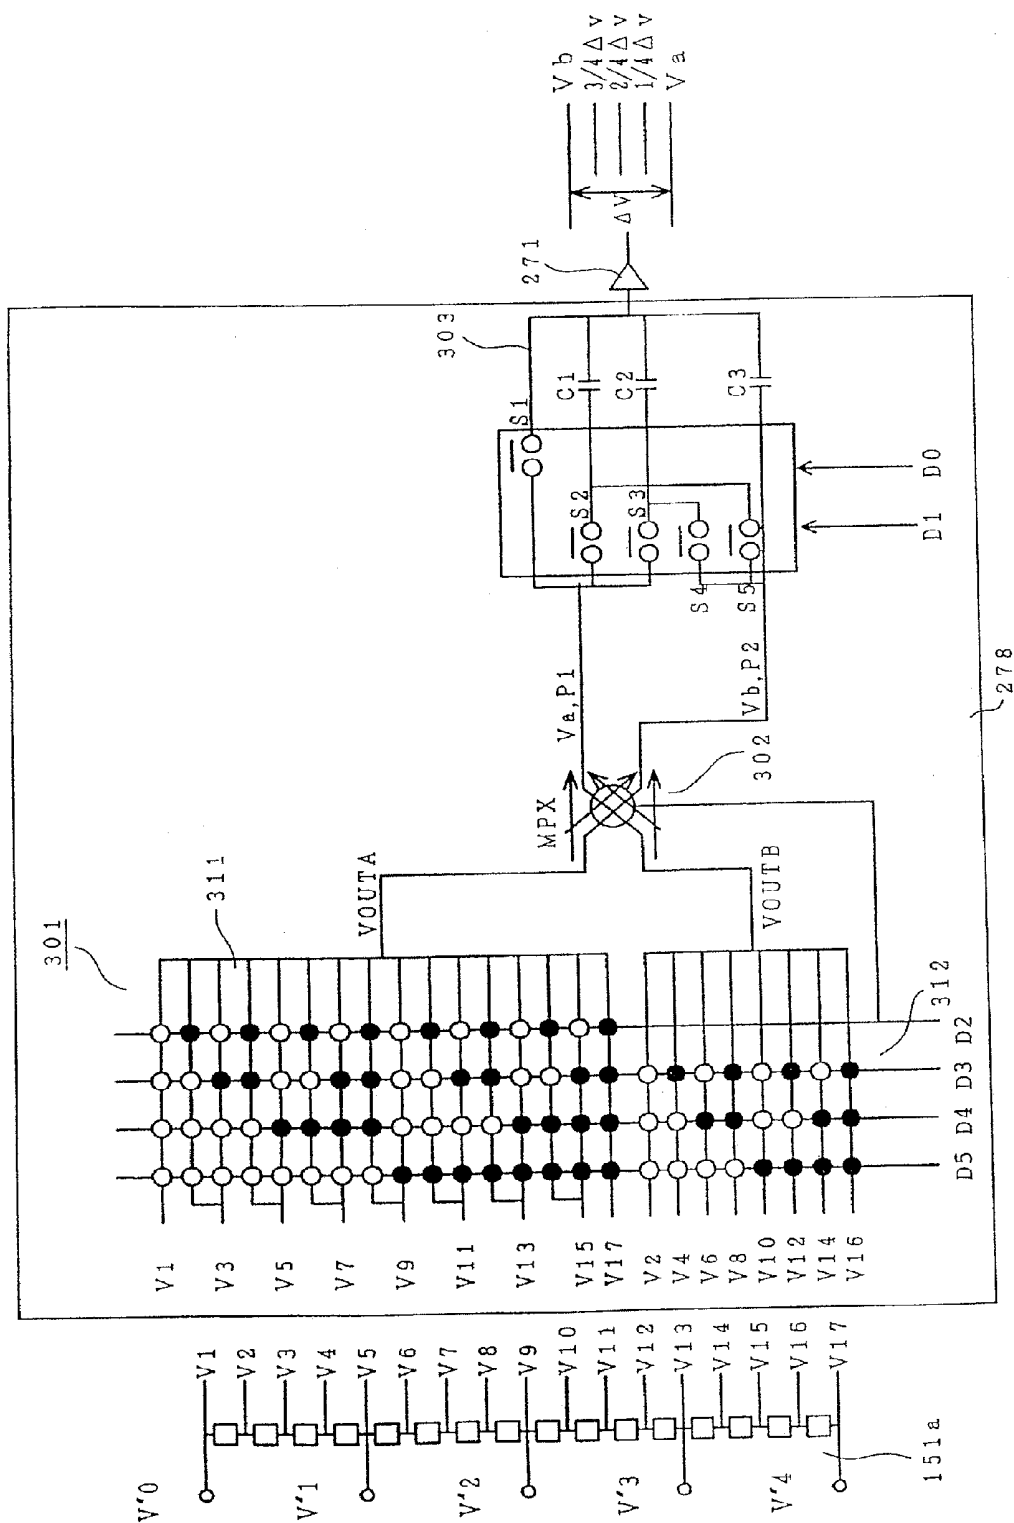 V"0
V"1
V"2
V"3
V"4
V1
V2
V3
V4
V5
V6
V7
V8
V9
V10
V11
V12
V13
V14
V15
V16
V17
151a
V1
V3
V5
V7
V9
V11
V13
V15
V17
V2
V4
V6
V8
V10
V12
V14
V16
D5
D4
D3
D2
301
311
312
VOUTA
VOUTB
MPX
302
Va,P1
Vb,P2
S1
S2
S3
S4
S5
D1
D0
C1
C2
C3
303
271
278
ΔV
Vb
3/4ΔV
2/4ΔV
1/4ΔV
Va